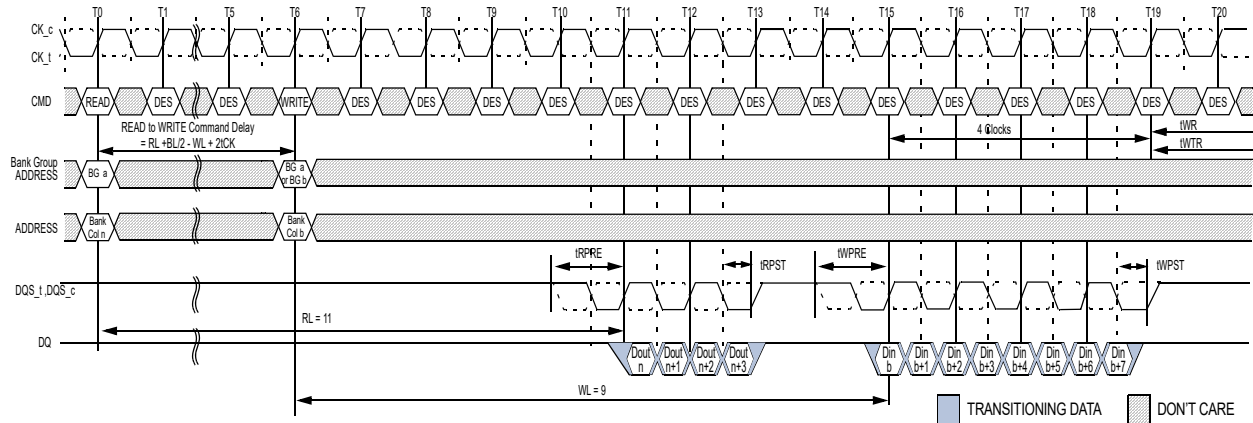 T0 T1 T5 T6 T7 T8 T9 T10 T11 T12 T13 T14 T15 T16 T17 T18 T19 T20
CK_c
CK_t
CMD READ DES DES WRITE DES DES DES DES DES DES DES DES DES DES DES DES DES DES
READ to WRITE Command Delay
= RL +BL/2 - WL + 2tCK
4 Clocks
tWR
tWTR
Bank Group
ADDRESS
BG a
BG a
or BG b
ADDRESS
Bank
Col n
Bank
Col b
tRPRE
tRPST
tWPRE
tWPST
DQS_t ,DQS_c
RL = 11
DQ
Dout
n
Dout
n+1
Dout
n+2
Dout
n+3
Din
b
Din
b+1
Din
b+2
Din
b+3
Din
b+4
Din
b+5
Din
b+6
Din
b+7
WL = 9
TRANSITIONING DATA
DON'T CARE